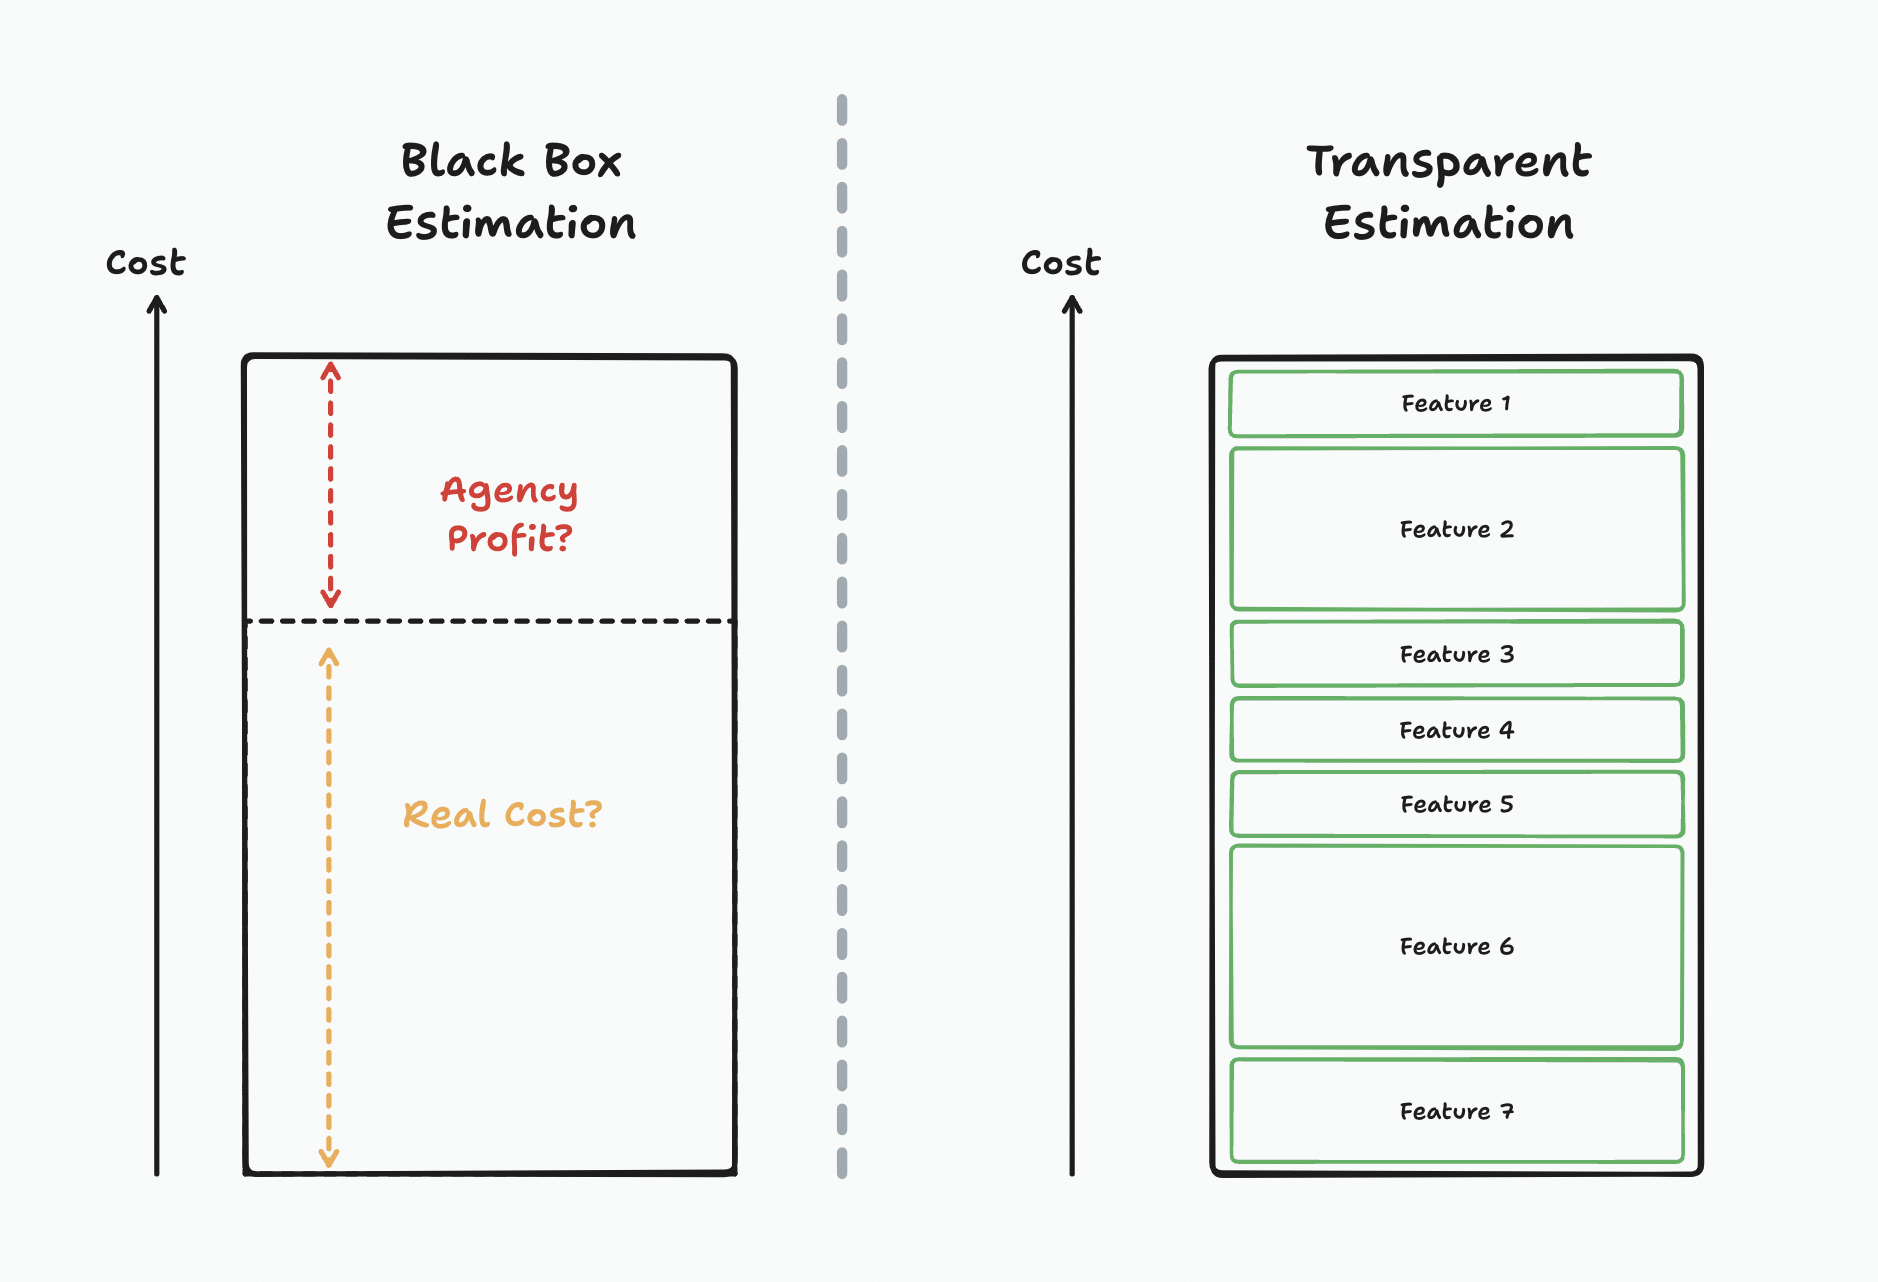 Black Box
Estimation
Cost
Agency
Profit?
Real Cost?
Transparent
Estimation
Cost
Feature 1
Feature 2
Feature 3
Feature 4
Feature 5
Feature 6
Feature 7